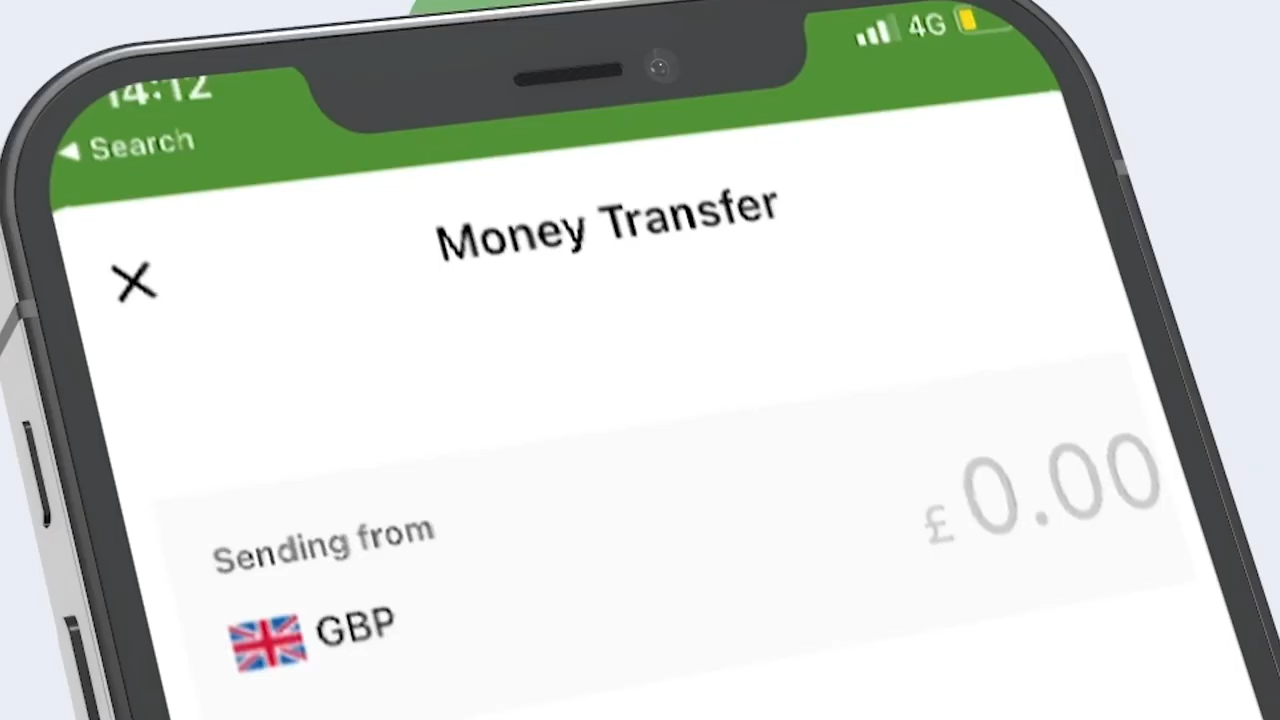 14:12
4G
◀ Search
Money Transfer
Sending from
£ 0.00
GBP